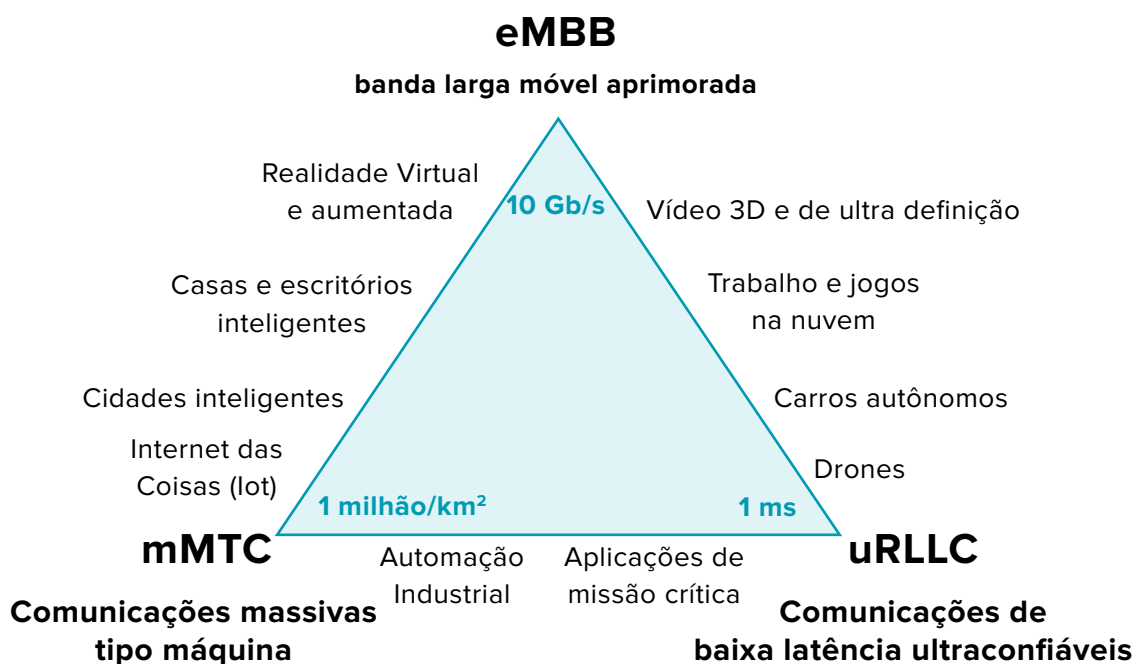 eMBB
banda larga móvel aprimorada
Realidade Virtual
e aumentada
10 Gb/s
Vídeo 3D e de ultra definição
Casas e escritórios
inteligentes
Trabalho e jogos
na nuvem
Cidades inteligentes
Carros autônomos
Internet das
Coisas (Iot)
Drones
1 milhão/km²
1 ms
mMTC
Automação
Industrial
Aplicações de
missão crítica
uRLLC
Comunicações massivas
tipo máquina
Comunicações de
baixa latência ultraconfiáveis